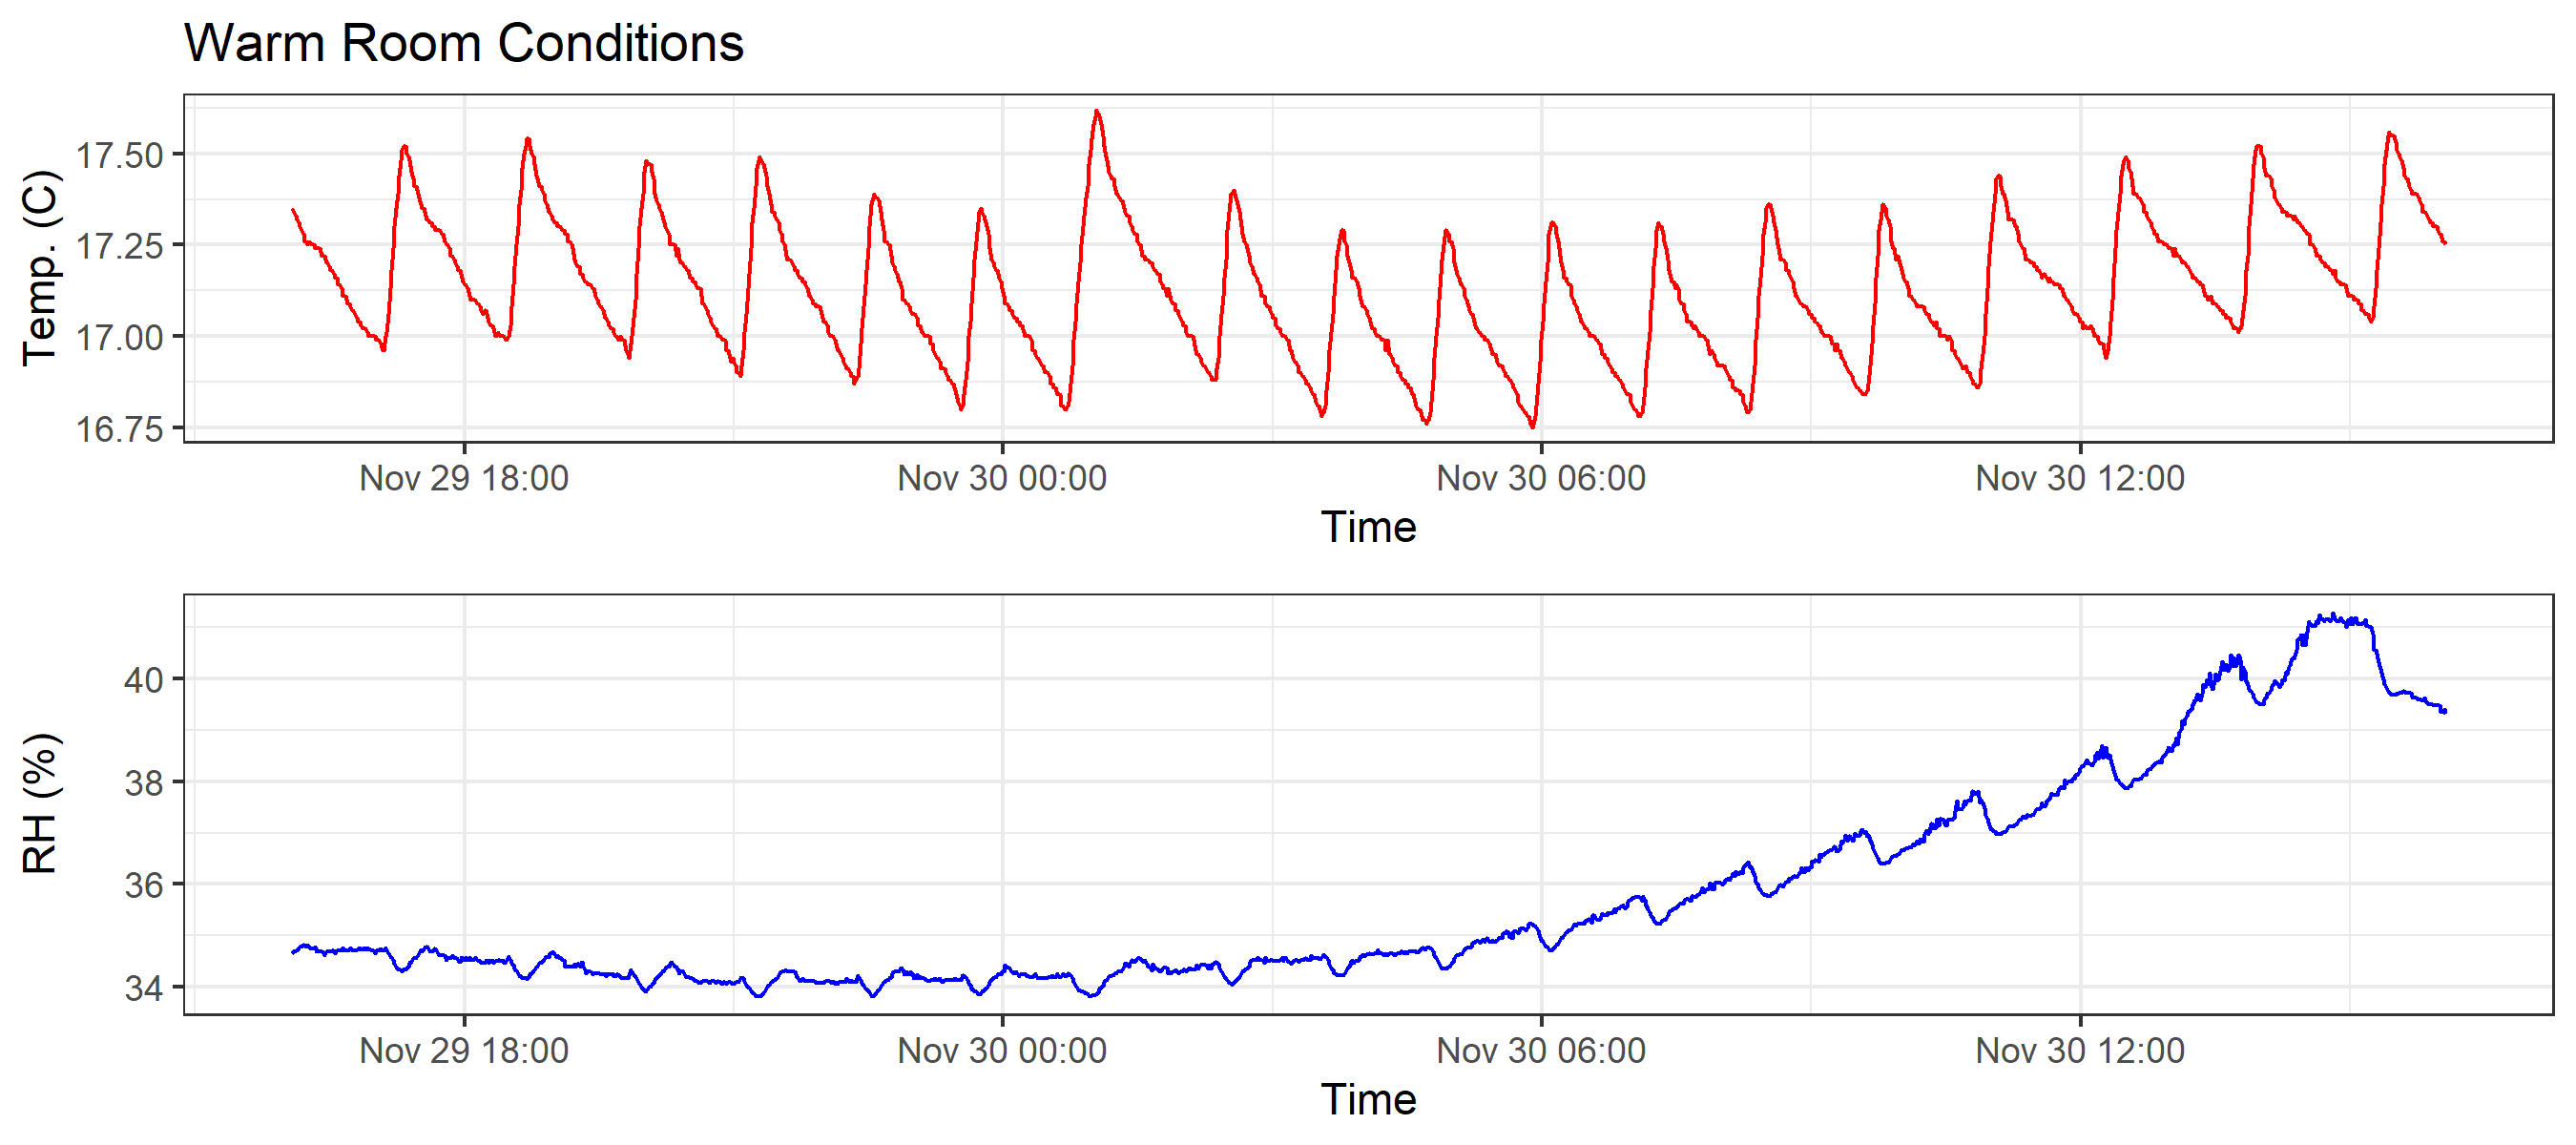 Warm Room Conditions
Temp. (C)
17.50
17.25
17.00
16.75
Nov 29 18:00 Nov 30 00:00 Nov 30 06:00 Nov 30 12:00
Time
RH (%)
40
38
36
34
Nov 29 18:00 Nov 30 00:00 Nov 30 06:00 Nov 30 12:00
Time